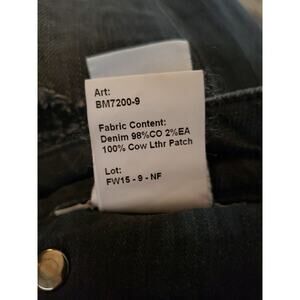 Art:
BM7200-9
Fabric Content:
Denim 98%CO 2%EA
100% Cow Lthr Patch
Lot:
FW15 - 9 - NF